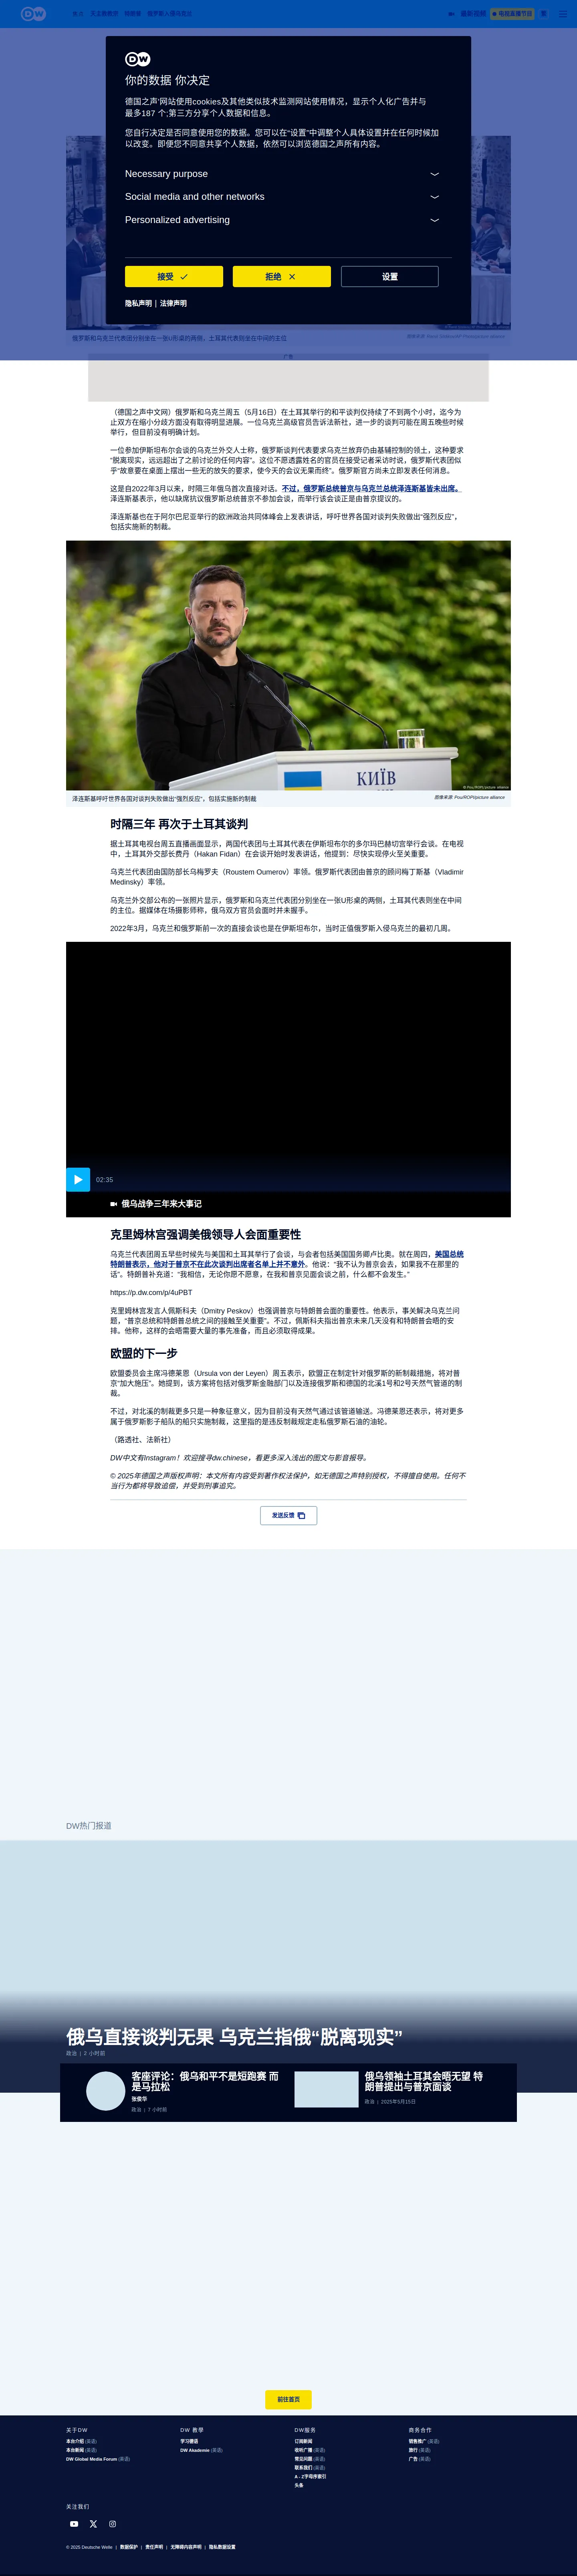 DW
最新视频
电视直播节目
DW
你的数据 你决定
德国之声'网站使用cookies及其他类似技术监测网站使用情况，显示个人化广告并与
最多187 个;第三方分享个人数据和信息。
您自行决定是否同意使用您的数据。您可以在“设置”中调整个人具体设置并在任何时候加
以改变。即便您不同意共享个人数据，依然可以浏览德国之声所有内容。
Necessary purpose
Social media and other networks
Personalized advertising
接受
拒绝
设置
隐私声明 | 法律声明
俄罗斯和乌克兰代表团分别坐在一张U形桌的两侧，土耳其代表则坐在中间的主位
广告
（德国之声中文网）俄罗斯和乌克兰周五（5月16日）在土耳其举行的和平谈判仅持续了不到两个小时，迄今为
止双方在缩小分歧方面没有取得明显进展。一位乌克兰高级官员告诉法新社，进一步的谈判可能在周五晚些时候
举行，但目前没有明确计划。
一位参加伊斯坦布尔会谈的乌克兰外交人士称，俄罗斯谈判代表要求乌克兰放弃仍由基辅控制的领土，这种要求
“脱离现实，远远超出了之前讨论的任何内容”。这位不愿透露姓名的官员在接受记者采访时说，俄罗斯代表团似
乎“故意要在桌面上摆出一些无的放矢的要求，使今天的会议无果而终”。俄罗斯官方尚未立即发表任何消息。
这是自2022年3月以来，时隔三年俄乌首次直接对话。不过，俄罗斯总统普京与乌克兰总统泽连斯基皆未出席。
泽连斯基表示，他以缺席抗议俄罗斯总统普京不参加会谈，而举行该会谈正是由普京提议的。
泽连斯基也在于阿尔巴尼亚举行的欧洲政治共同体峰会上发表讲话，呼吁世界各国对谈判失败做出“强烈反应”，
包括实施新的制裁。
КИЇВ
© Pou/ROPI/picture alliance
泽连斯基呼吁世界各国对谈判失败做出“强烈反应”，包括实施新的制裁
图像来源: Pou/ROPI/picture alliance
时隔三年 再次于土耳其谈判
据土耳其电视台周五直播画面显示，两国代表团与土耳其代表在伊斯坦布尔的多尔玛巴赫切宫举行会谈。在电视
中，土耳其外交部长费丹（Hakan Fidan）在会谈开始时发表讲话，他提到：尽快实现停火至关重要。
乌克兰代表团由国防部长乌梅罗夫（Roustem Oumerov）率领。俄罗斯代表团由普京的顾问梅丁斯基（Vladimir
Medinsky）率领。
乌克兰外交部公布的一张照片显示，俄罗斯和乌克兰代表团分别坐在一张U形桌的两侧，土耳其代表则坐在中间
的主位。据媒体在场摄影师称，俄乌双方官员会面时并未握手。
2022年3月，乌克兰和俄罗斯前一次的直接会谈也是在伊斯坦布尔，当时正值俄罗斯入侵乌克兰的最初几周。
02:35
俄乌战争三年来大事记
克里姆林宫强调美俄领导人会面重要性
乌克兰代表团周五早些时候先与美国和土耳其举行了会谈，与会者包括美国国务卿卢比奥。就在周四，美国总统
特朗普表示，他对于普京不在此次谈判出席者名单上并不意外。他说：“我不认为普京会去，如果我不在那里的
话”。特朗普补充道：“我相信，无论你愿不愿意，在我和普京见面会谈之前，什么都不会发生。”
https://p.dw.com/p/4uPBT
克里姆林宫发言人佩斯科夫（Dmitry Peskov）也强调普京与特朗普会面的重要性。他表示，事关解决乌克兰问
题，“普京总统和特朗普总统之间的接触至关重要”。不过，佩斯科夫指出普京未来几天没有和特朗普会晤的安
排。他称，这样的会晤需要大量的事先准备，而且必须取得成果。
欧盟的下一步
欧盟委员会主席冯德莱恩（Ursula von der Leyen）周五表示，欧盟正在制定针对俄罗斯的新制裁措施，将对普
京“加大施压”。她提到，该方案将包括对俄罗斯金融部门以及连接俄罗斯和德国的北溪1号和2号天然气管道的制
裁。
不过，对北溪的制裁更多只是一种象征意义，因为目前没有天然气通过该管道输送。冯德莱恩还表示，将对更多
属于俄罗斯影子船队的船只实施制裁，这里指的是违反制裁规定走私俄罗斯石油的油轮。
（路透社、法新社）
DW中文有Instagram！欢迎搜寻dw.chinese，看更多深入浅出的图文与影音报导。
© 2025年德国之声版权声明：本文所有内容受到著作权法保护，如无德国之声特别授权，不得擅自使用。任何不
当行为都将导致追偿，并受到刑事追究。
发送反馈
DW热门报道
俄乌直接谈判无果 乌克兰指俄“脱离现实”
政治 | 2 小时前
客座评论：俄乌和平不是短跑赛 而
是马拉松
张俊华
政治 | 7 小时前
俄乌领袖土耳其会晤无望 特
朗普提出与普京面谈
政治 | 2025年5月15日
前往首页
关于DW
本台介绍 (英语)
本台新闻 (英语)
DW Global Media Forum (英语)
DW 教学
学习德语
DW Akademie (英语)
DW服务
订阅新闻
收听广播 (英语)
常见问题 (英语)
联系我们 (英语)
A - Z字母序索引
头条
商务合作
销售推广 (英语)
旅行 (英语)
广告 (英语)
关注我们
© 2025 Deutsche Welle | 数据保护 | 责任声明 | 无障碍内容声明 | 隐私数据设置